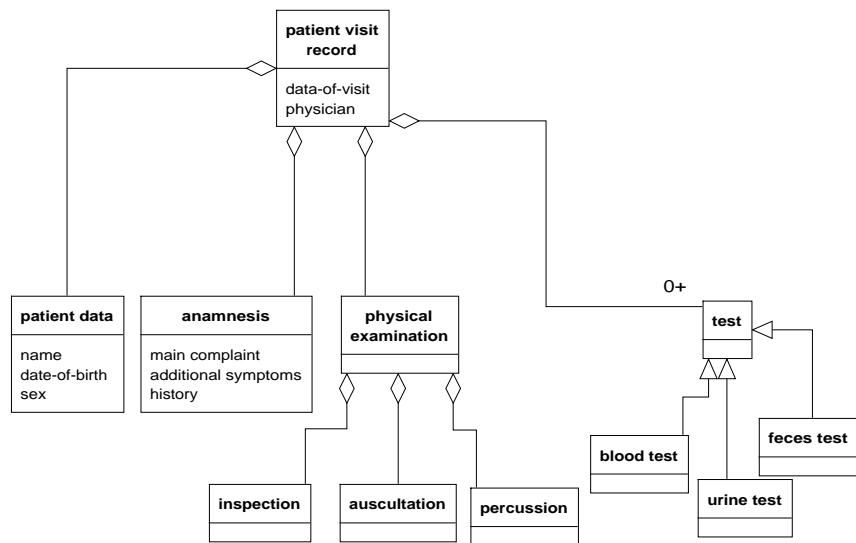 patient visit
record
data-of-visit
physician
0+
patient data
name
date-of-birth
sex
anamnesis
main complaint
additional symptoms
history
physical
examination
test
blood test
feces test
urine test
inspection
auscultation
percussion